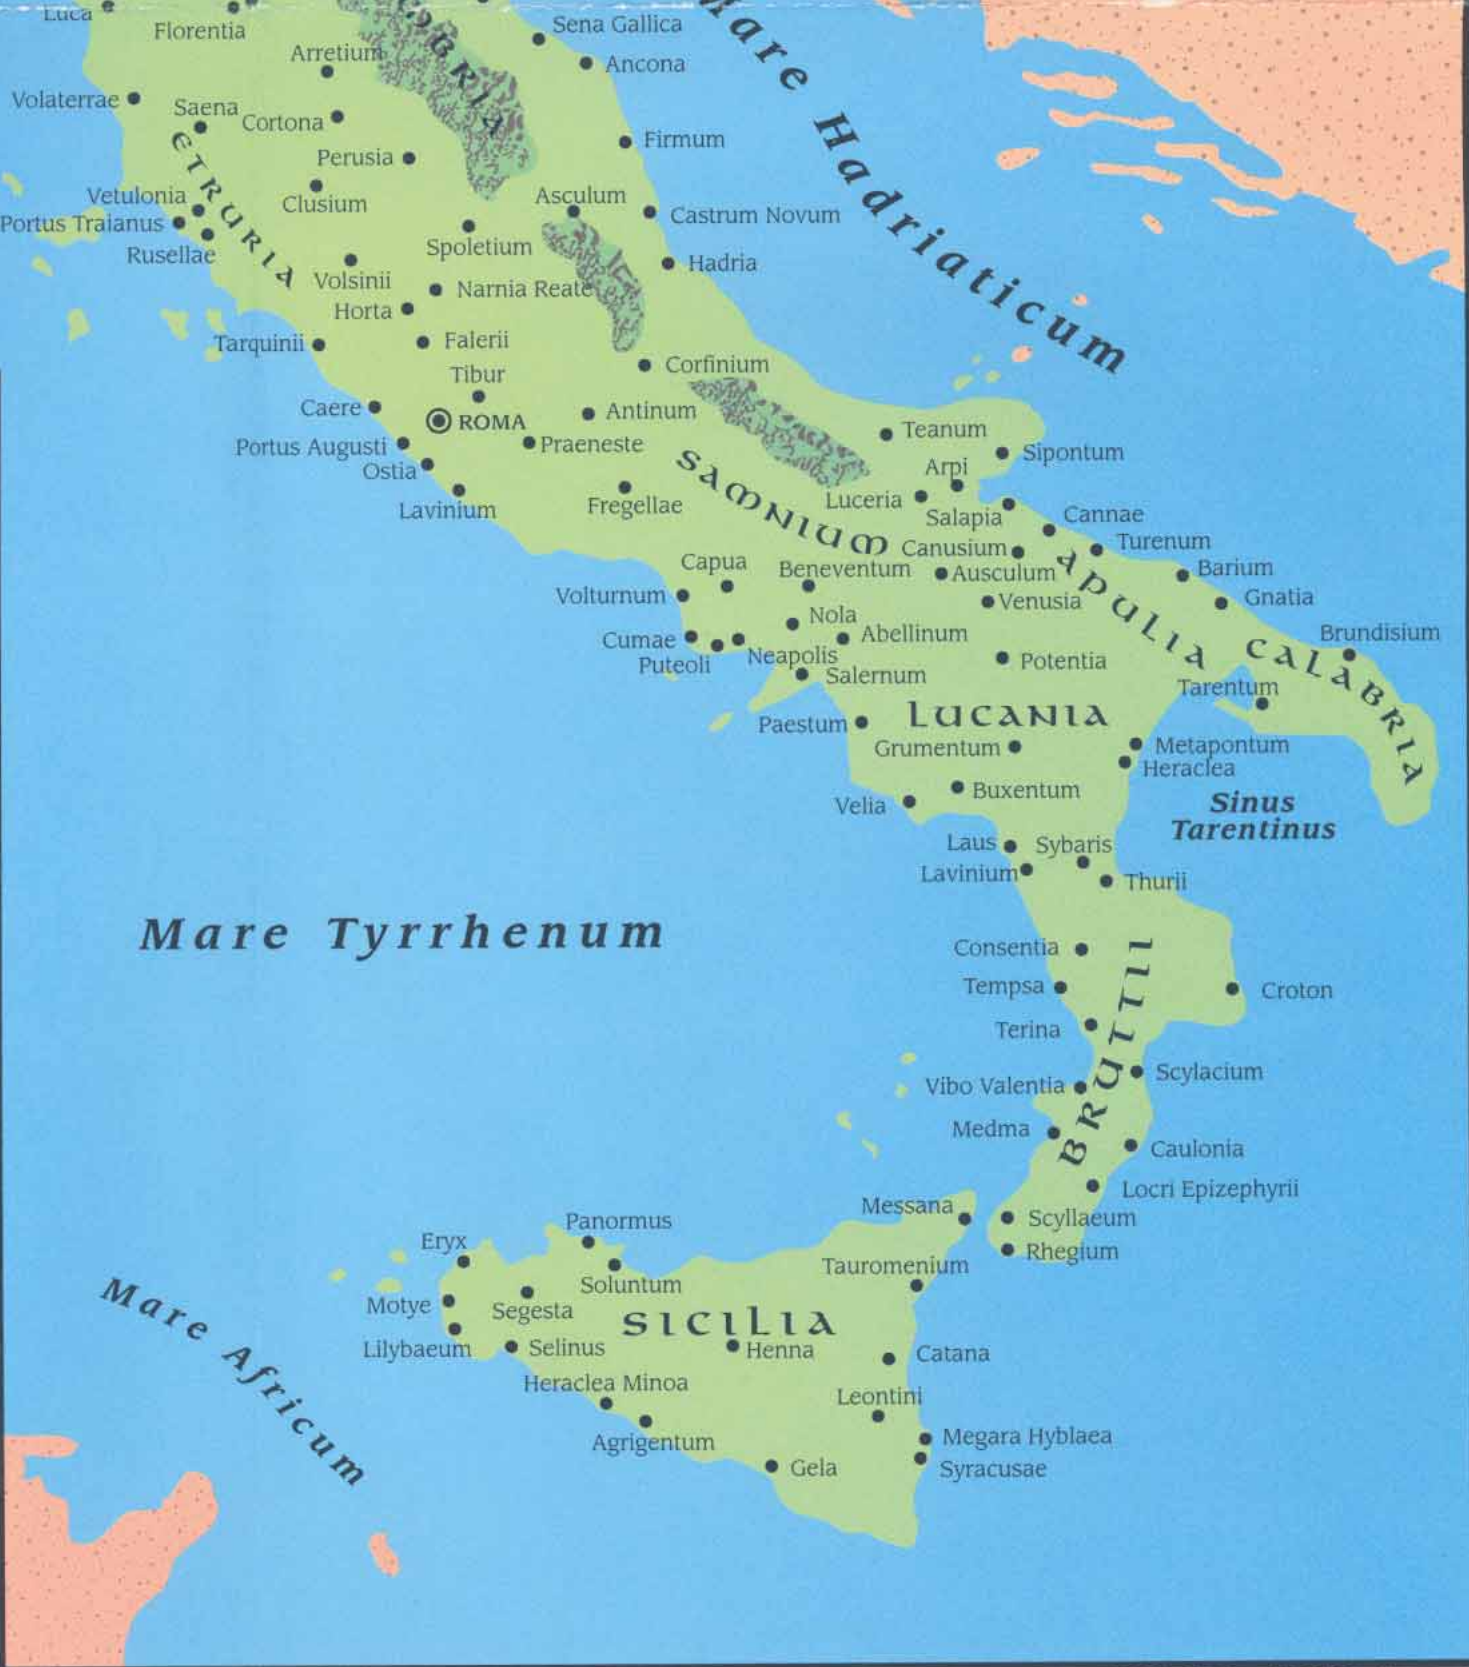 Luca
Florentia
Sena Gallica
Mare Hadriaticum
Arretium
Ancona
Volaterrae
Saena
Cortona
Firmum
Perusia
ETRURIA
Vetulonia
Clusium
Asculum
Portus Traianus
Castrum Novum
Rusellae
Spoletium
Hadria
Volsinii
Narnia Reate
Horta
Tarquinii
Falerii
Corfinium
Tibur
Caere
Antinum
ROMA
Teanum
Portus Augusti
Praeneste
Sipontum
Ostia
SAMNIUM
Arpi
Lavinium
Fregellae
Luceria
Salapia
Cannae
Canusium
Turenum
Capua
Beneventum
Ausculum
APULIA
Barium
Volturnum
Venusia
Gnatia
Nola
Cumae
Abellinum
CALABRIA
Brundisium
Puteoli
Neapolis
Potentia
Salernum
Tarentum
Paestum
LUCANIA
Grumentum
Metapontum
Heraclea
Velia
Buxentum
Sinus
Tarentinus
Laus
Sybaris
Lavinium
Thurii
Mare Tyrrhenum
Consentia
Tempsa
Croton
Terina
BRUTTII
Vibo Valentia
Scylacium
Medma
Caulonia
Locri Epizephyrii
Messana
Scyllaeum
Panormus
Eryx
Rhegium
Tauromenium
Soluntum
Mare Africum
Motye
Segesta
SICILIA
Lilybaeum
Selinus
Henna
Catana
Heraclea Minoa
Leontini
Agrigentum
Megara Hyblaea
Gela
Syracusae